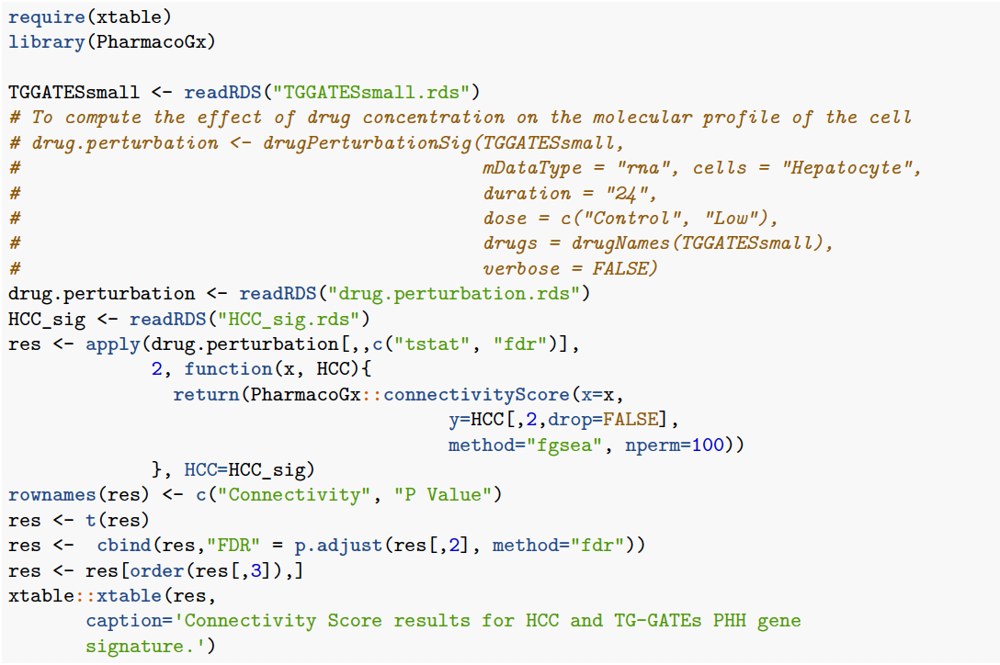 require(xtable)
library(PharmacoGx)

TGGATESsmall <- readRDS("TGGATESsmall.rds")
# To compute the effect of drug concentration on the molecular profile of the cell
# drug.perturbation <- drugPerturbationSig(TGGATESsmall,
#                                          mDataType = "rna", cells = "Hepatocyte",
#                                          duration = "24",
#                                          dose = c("Control", "Low"),
#                                          drugs = drugNames(TGGATESsmall),
#                                          verbose = FALSE)
drug.perturbation <- readRDS("drug.perturbation.rds")
HCC_sig <- readRDS("HCC_sig.rds")
res <- apply(drug.perturbation[,,c("tstat", "fdr")],
             2, function(x, HCC){
               return(PharmacoGx::connectivityScore(x=x,
                                        y=HCC[,2,drop=FALSE],
                                        method="fgsea", nperm=100))
             }, HCC=HCC_sig)
rownames(res) <- c("Connectivity", "P Value")
res <- t(res)
res <-  cbind(res,"FDR" = p.adjust(res[,2], method="fdr"))
res <- res[order(res[,3]),]
xtable::xtable(res,
       caption='Connectivity Score results for HCC and TG-GATEs PHH gene
       signature.')